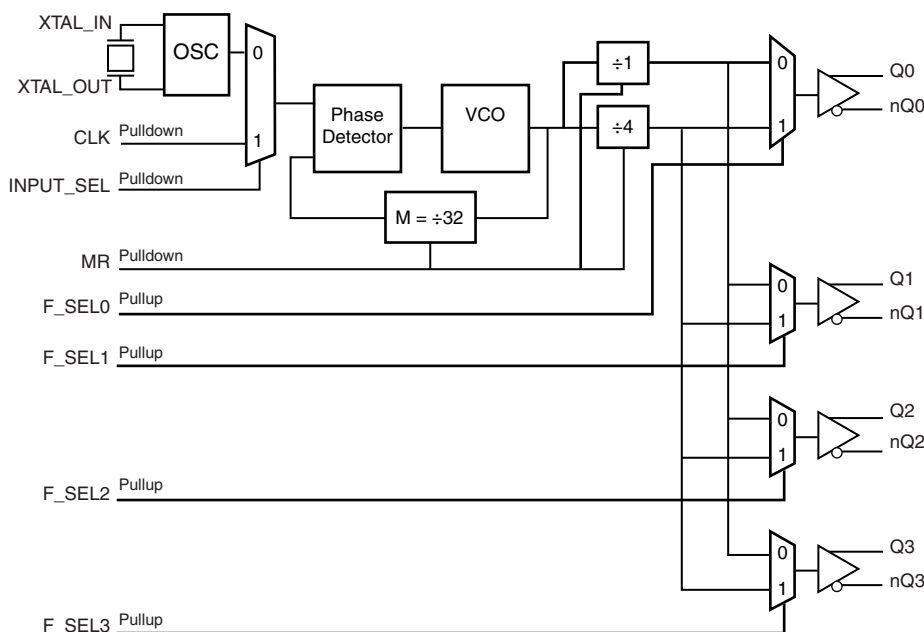 XTAL_IN
OSC
XTAL_OUT
0
1
CLK Pulldown
INPUT_SEL Pulldown
Phase
Detector
VCO
÷1
÷4
M = ÷32
0
1
Q0
nQ0
MR Pulldown
F_SEL0 Pullup
0
1
Q1
nQ1
F_SEL1 Pullup
0
1
Q2
nQ2
F_SEL2 Pullup
0
1
Q3
nQ3
F_SEL3 Pullup